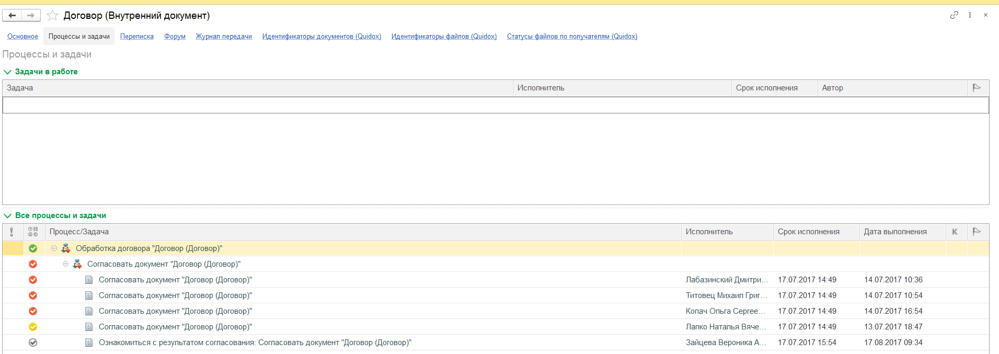 Договор (Внутренний документ)
Основное Процессы и задачи Переписка Форум Журнал передачи Идентификаторы документов (Quidox) Идентификаторы файлов (Quidox) Статусы файлов по получателям (Quidox)
Процессы и задачи
Задачи в работе
Задача Исполнитель Срок исполнения Автор
Все процессы и задачи
Процесс/Задача Исполнитель Срок исполнения Дата выполнения К
Обработка договора "Договор (Договор)"
Согласовать документ "Договор (Договор)"
Согласовать документ "Договор (Договор)" Лабазинский Дмитри... 17.07.2017 14:49 14.07.2017 10:36
Согласовать документ "Договор (Договор)" Титовец Михаил Григ... 17.07.2017 14:49 14.07.2017 10:54
Согласовать документ "Договор (Договор)" Копач Ольга Сергее... 17.07.2017 14:49 14.07.2017 16:54
Согласовать документ "Договор (Договор)" Лапко Наталья Вяче... 17.07.2017 14:49 13.07.2017 18:47
Ознакомиться с результатом согласования: Согласовать документ "Договор (Договор)" Зайцева Вероника А... 17.07.2017 15:54 17.08.2017 09:34